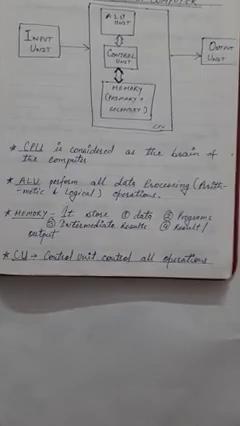 COMPUTER
ALU
UNIT
INPUT
UNIT
CONTROL
UNIT
OUTPUT
UNIT
MEMORY
(PRIMARY +
SECONDARY)
CPU
* CPU is considered as the brain of
the computer
* ALU perform all data Processing (Arith-
-metic & Logical) operations.
* MEMORY - It store ① data ② Programs
③ Intermediate Results ④ Result/
output
* CU → Control Unit control all operations